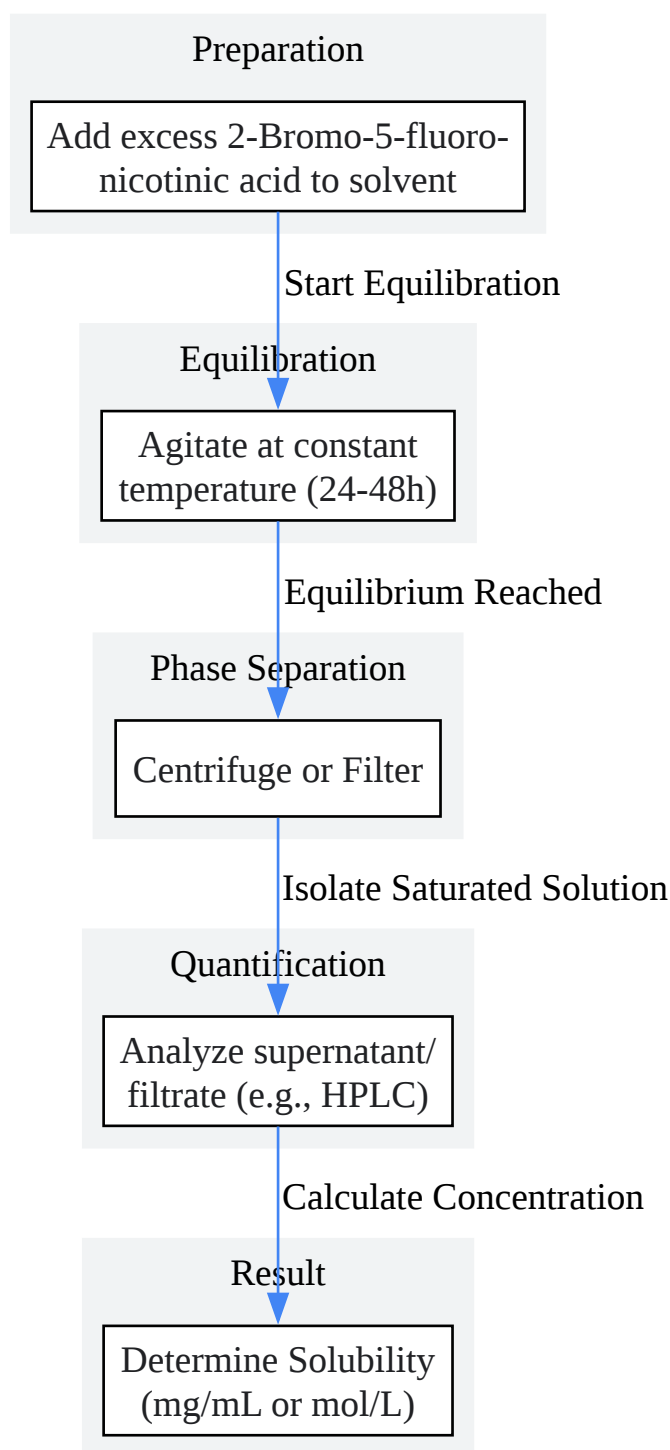 Preparation
Add excess 2-Bromo-5-fluoro-
nicotinic acid to solvent
Start Equilibration
Equilibration
Agitate at constant
temperature (24-48h)
Equilibrium Reached
Phase Separation
Centrifuge or Filter
Isolate Saturated Solution
Quantification
Analyze supernatant/
filtrate (e.g., HPLC)
Calculate Concentration
Result
Determine Solubility
(mg/mL or mol/L)